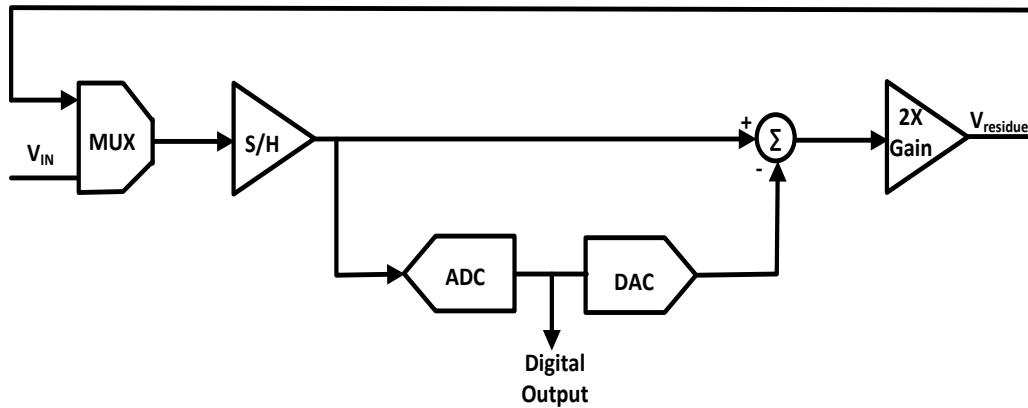 MUX
V_IN
S/H
+
Σ
-
2X
Gain
V_residue
ADC
DAC
Digital
Output